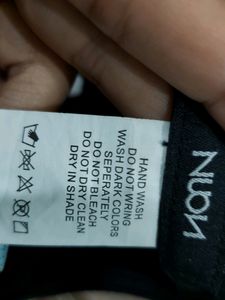 HAND WASH
DO NOT WRING
WASH DARK COLORS
SEPERATELY
DO NOT BLEACH
DO NOT DRY CLEAN
DRY IN SHADE
NUON